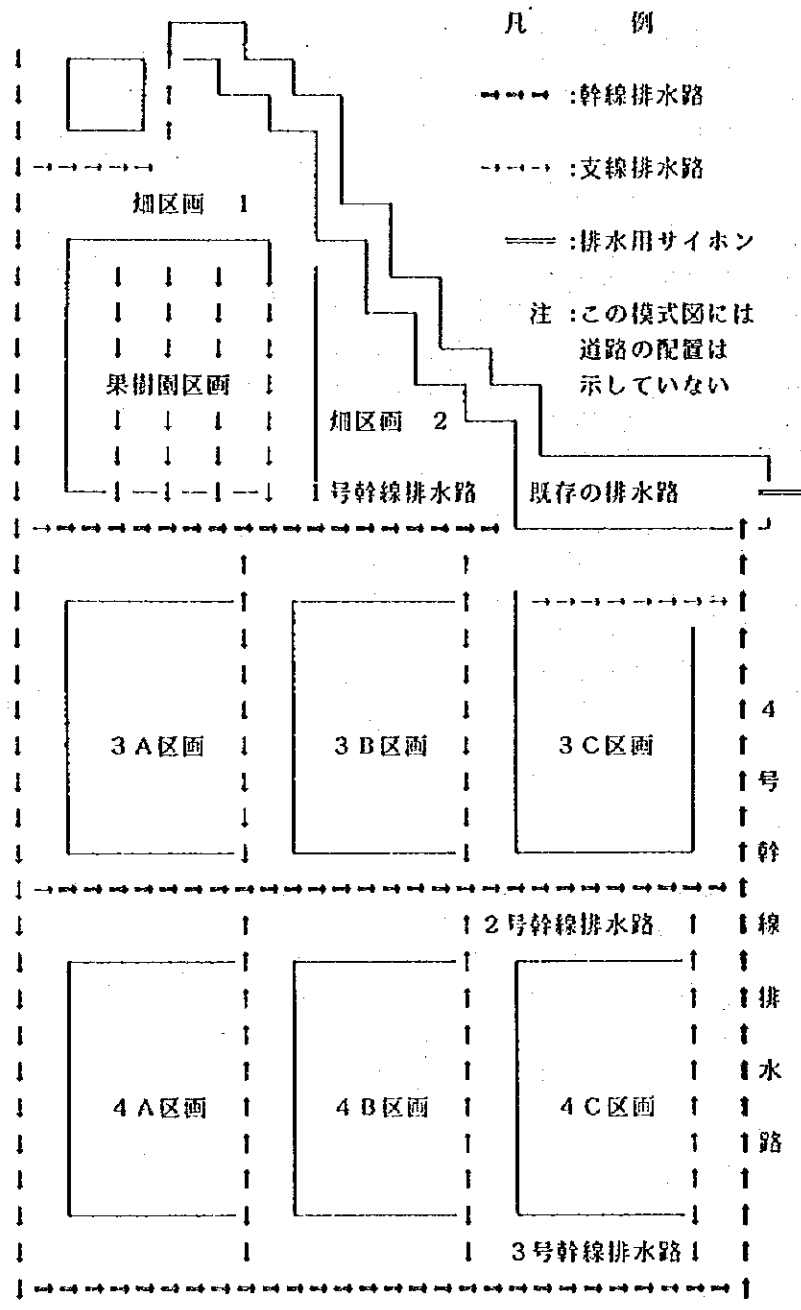 凡 例
:幹線排水路
:支線排水路
畑区画 1
:排水用サイホン
注 :この模式図には
道路の配置は
示していない
果樹園区画
畑区画 2
1号幹線排水路
既存の排水路
3A区画
3B区画
3C区画
4号幹線排水路
2号幹線排水路
4A区画
4B区画
4C区画
3号幹線排水路